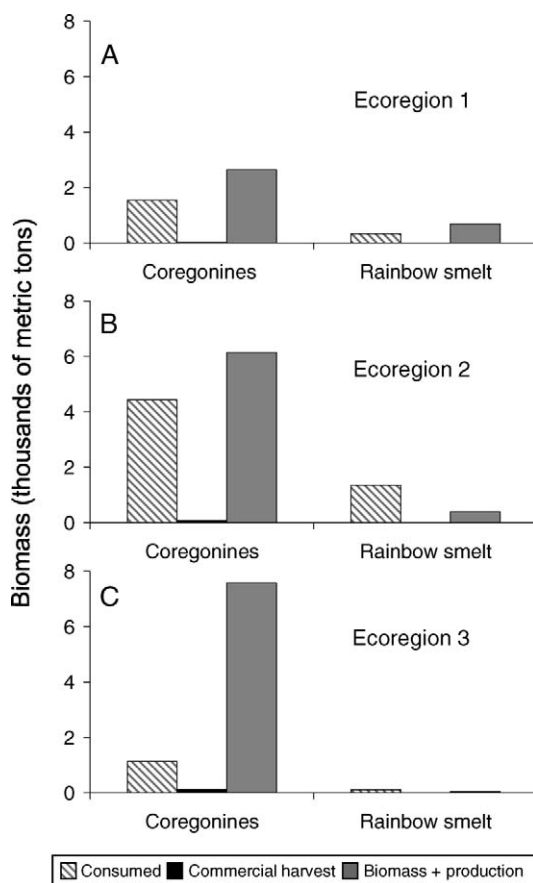 Biomass (thousands of metric tons)
A
Ecoregion 1
8
6
4
2
0
Coregonines Rainbow smelt
B
Ecoregion 2
8
6
4
2
0
Coregonines Rainbow smelt
C
Ecoregion 3
8
6
4
2
0
Coregonines Rainbow smelt
Consumed Commercial harvest Biomass + production